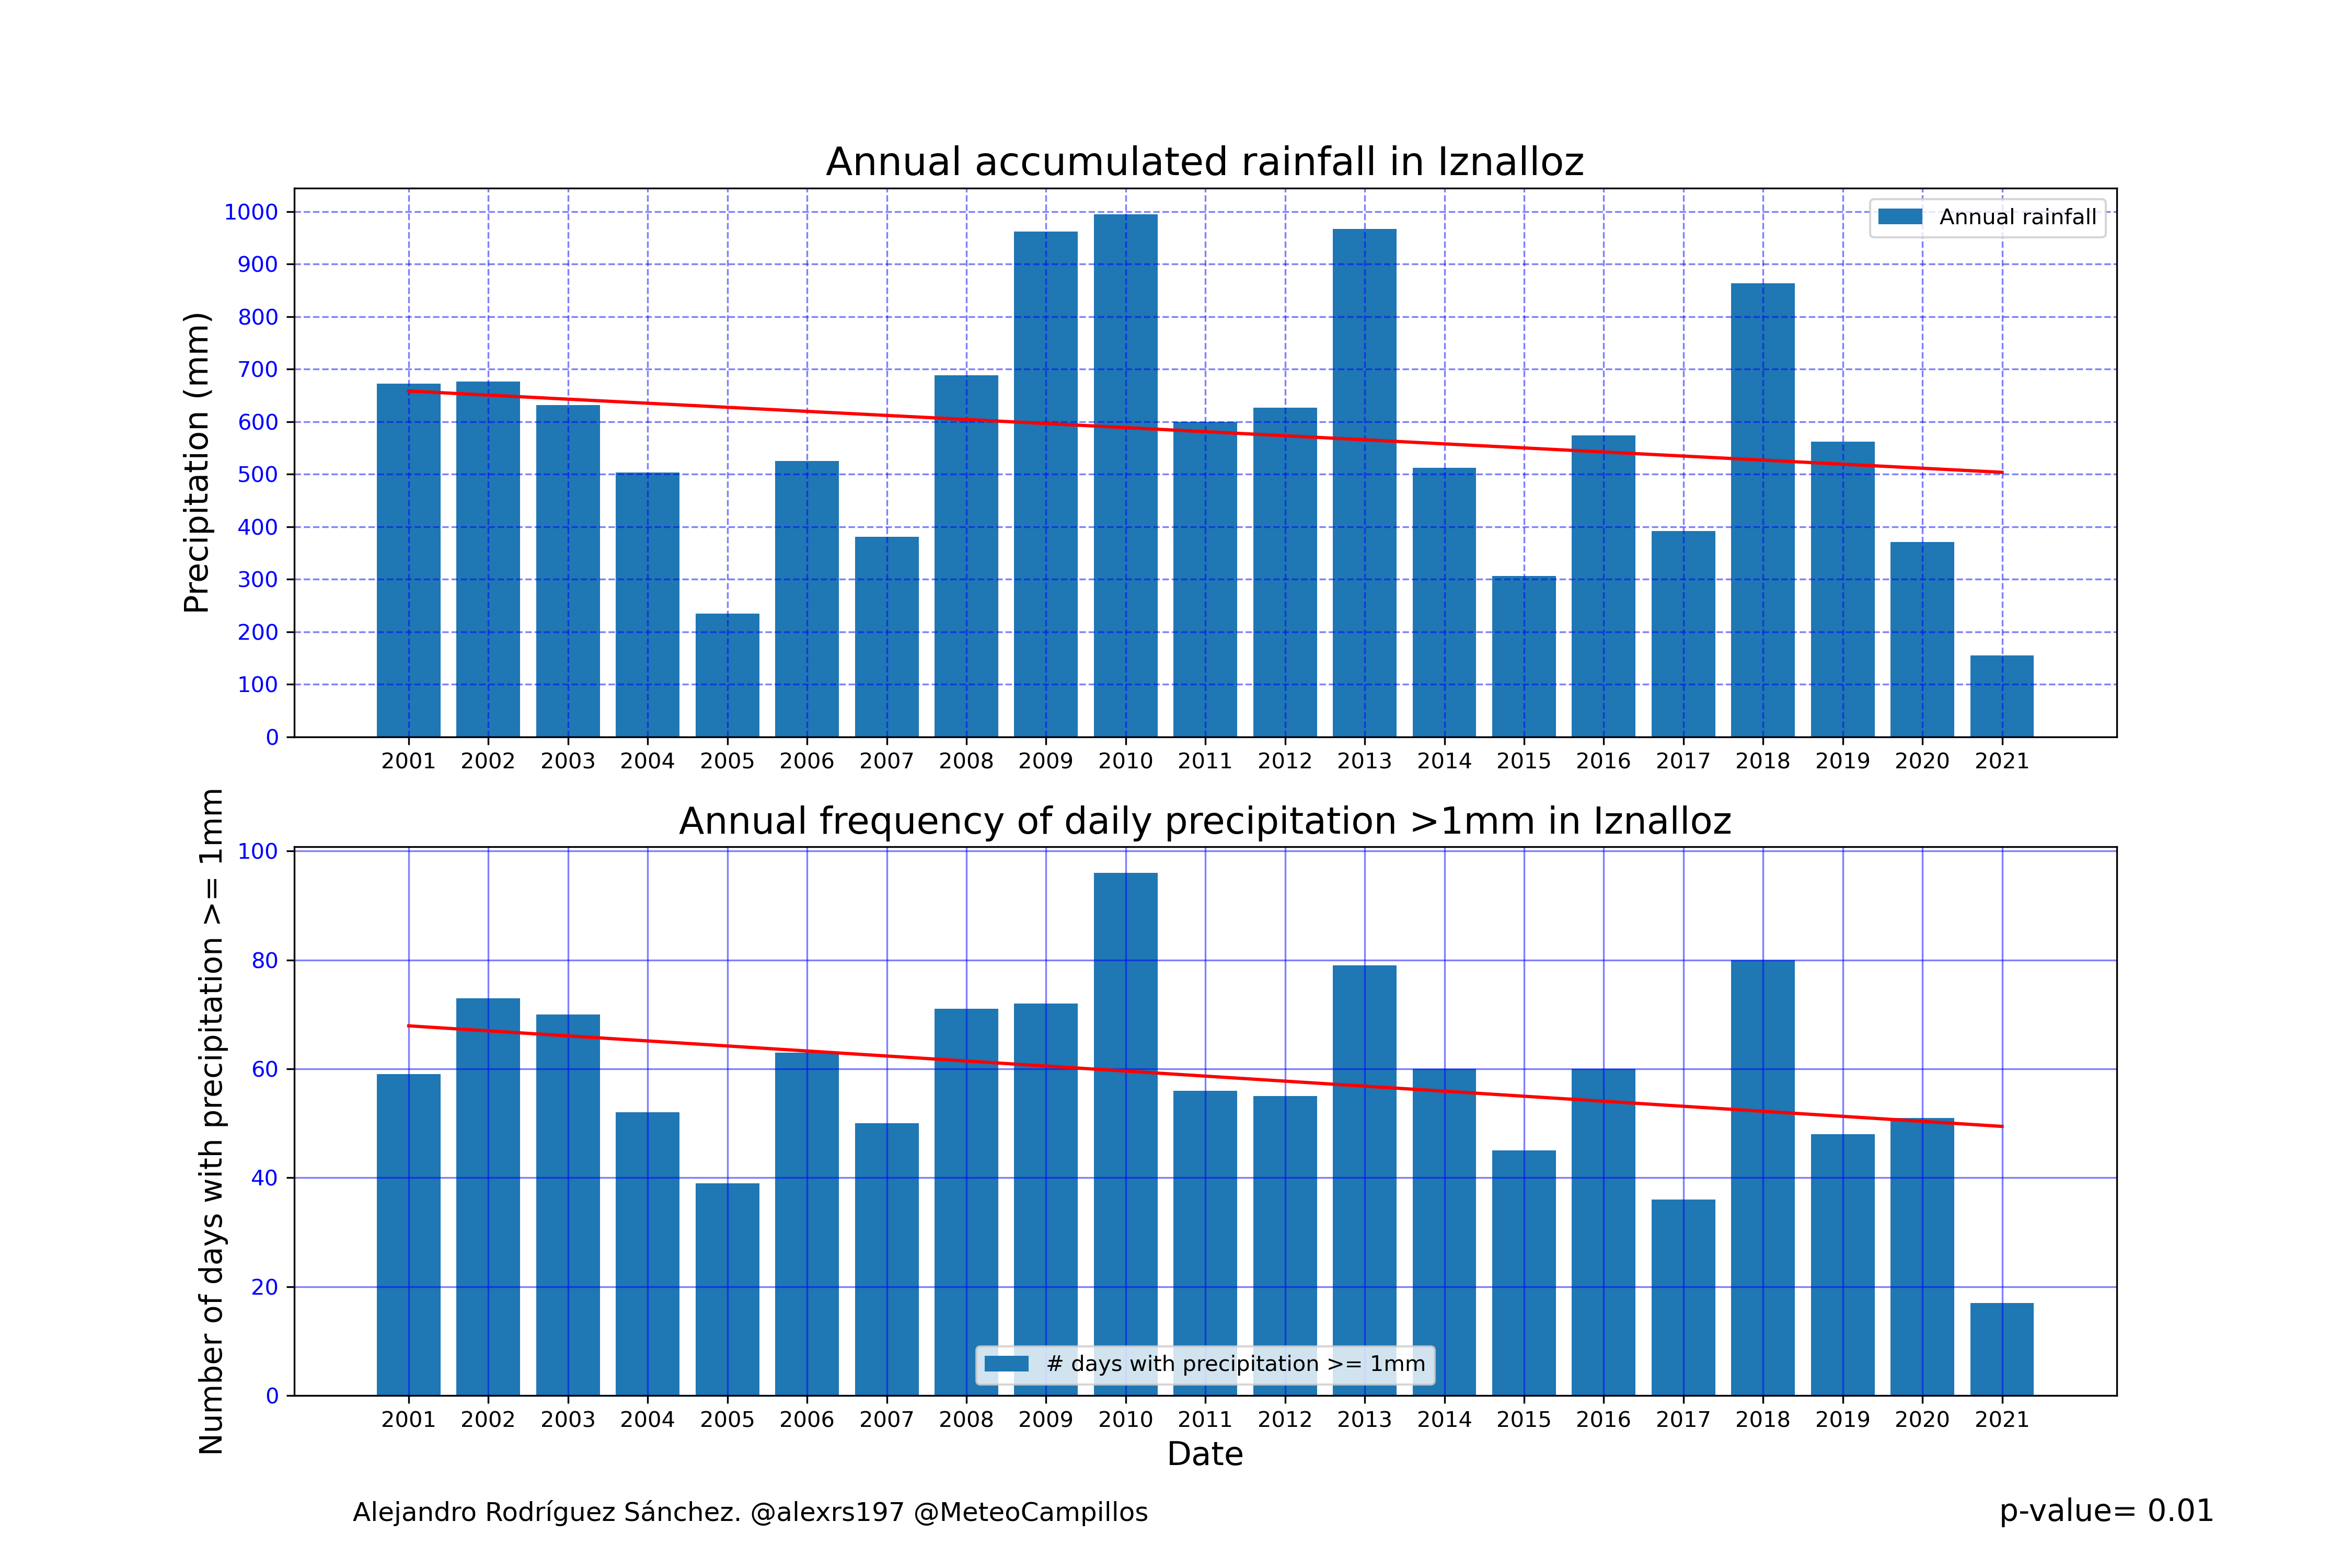 Annual accumulated rainfall in Iznalloz
Precipitation (mm)
1000
900
800
700
600
500
400
300
200
100
0
Annual rainfall
2001 2002 2003 2004 2005 2006 2007 2008 2009 2010 2011 2012 2013 2014 2015 2016 2017 2018 2019 2020 2021
Annual frequency of daily precipitation >1mm in Iznalloz
Number of days with precipitation >= 1mm
100
80
60
40
20
0
# days with precipitation >= 1mm
2001 2002 2003 2004 2005 2006 2007 2008 2009 2010 2011 2012 2013 2014 2015 2016 2017 2018 2019 2020 2021
Date
Alejandro Rodríguez Sánchez. @alexrs197 @MeteoCampillos
p-value= 0.01